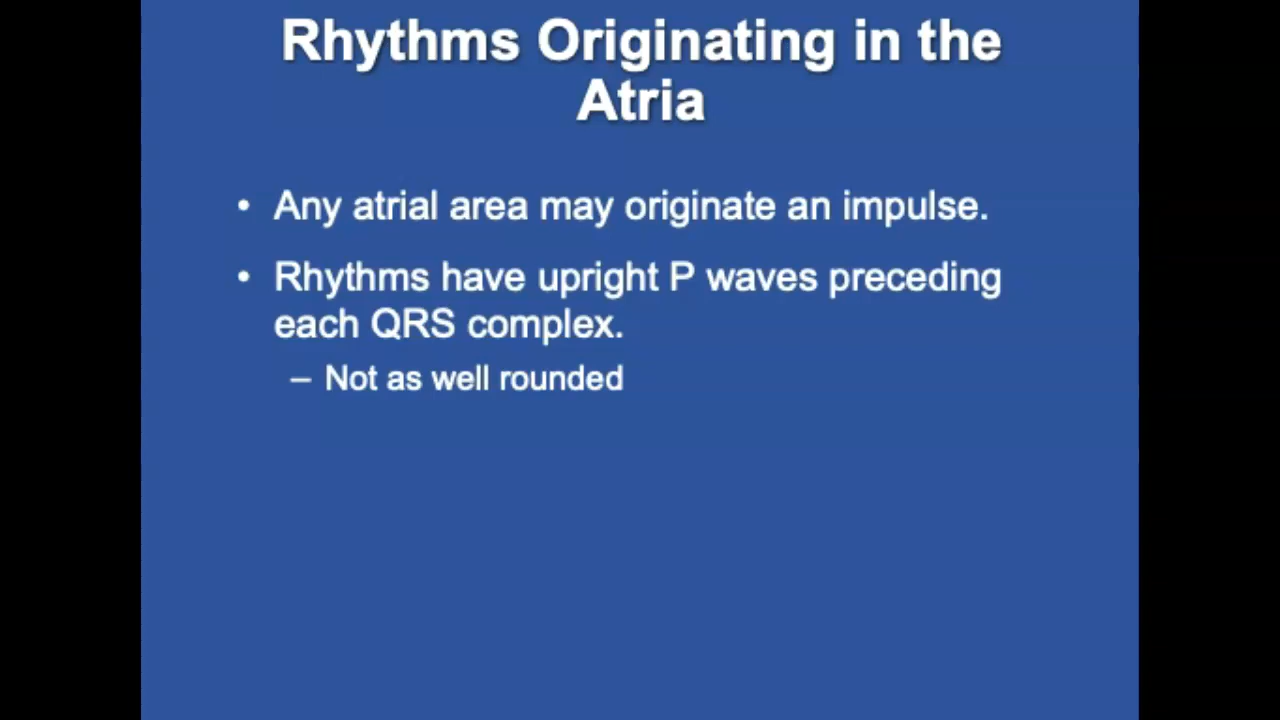 Rhythms Originating in the
Atria
• Any atrial area may originate an impulse.
• Rhythms have upright P waves preceding
each QRS complex.
– Not as well rounded